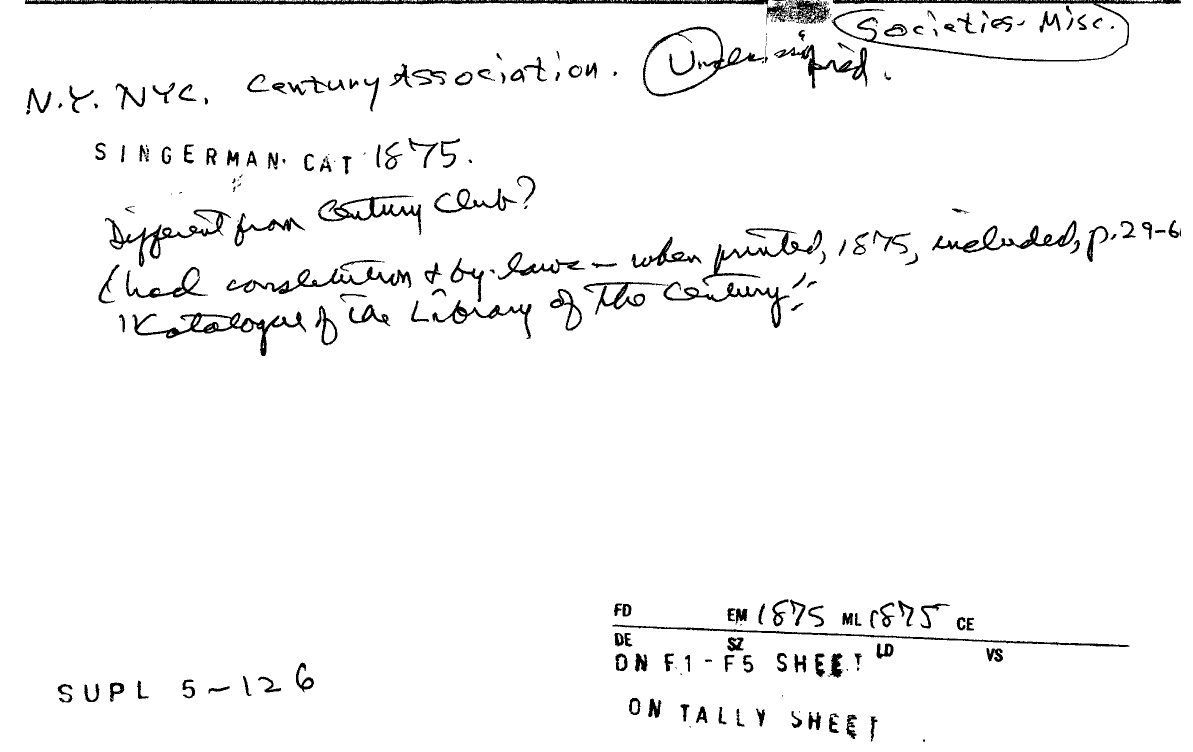 Societies - Misc.
N.Y. NYC. Century Association.
SINGERMAN. CAT 1875.
Different from Century Club?
(had constitution & by-laws - when printed, 1875, included, p. 29-6
"Katalogue of the Library of The Century"
FD EM 1875 ML 1875 CE
DE SZ LD VS
ON F1-F5 SHEET
SUPL 5-126
ON TALLY SHEET